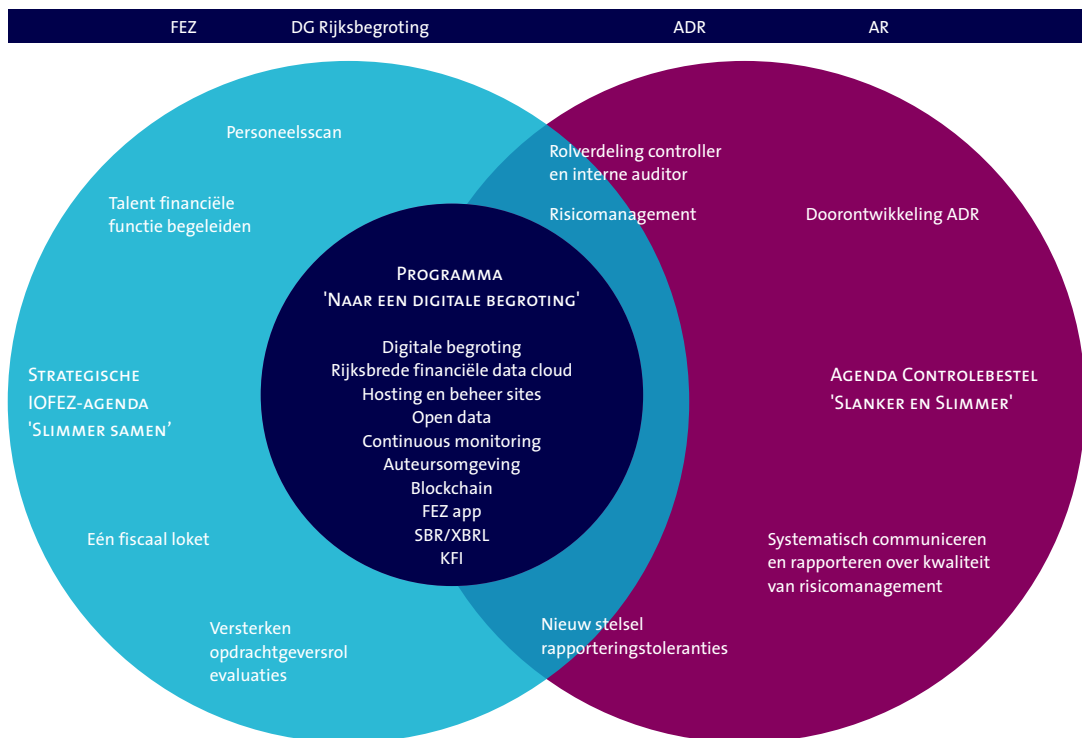 FEZ DG Rijksbegroting ADR AR
Personeelsscan
Talent financiële
functie begeleiden
Strategische
IOFEZ-agenda
'Slimmer samen’
Eén fiscaal loket
Versterken
opdrachtgeversrol
evaluaties
Programma
'Naar een digitale begroting'
Digitale begroting
Rijksbrede financiële data cloud
Hosting en beheer sites
Open data
Continuous monitoring
Auteursomgeving
Blockchain
FEZ app
SBR/XBRL
KFI
Rolverdeling controller
en interne auditor
Risicomanagement
Nieuw stelsel
rapporteringstoleranties
Doorontwikkeling ADR
Agenda Controlebestel
'Slanker en Slimmer'
Systematisch communiceren
en rapporteren over kwaliteit
van risicomanagement